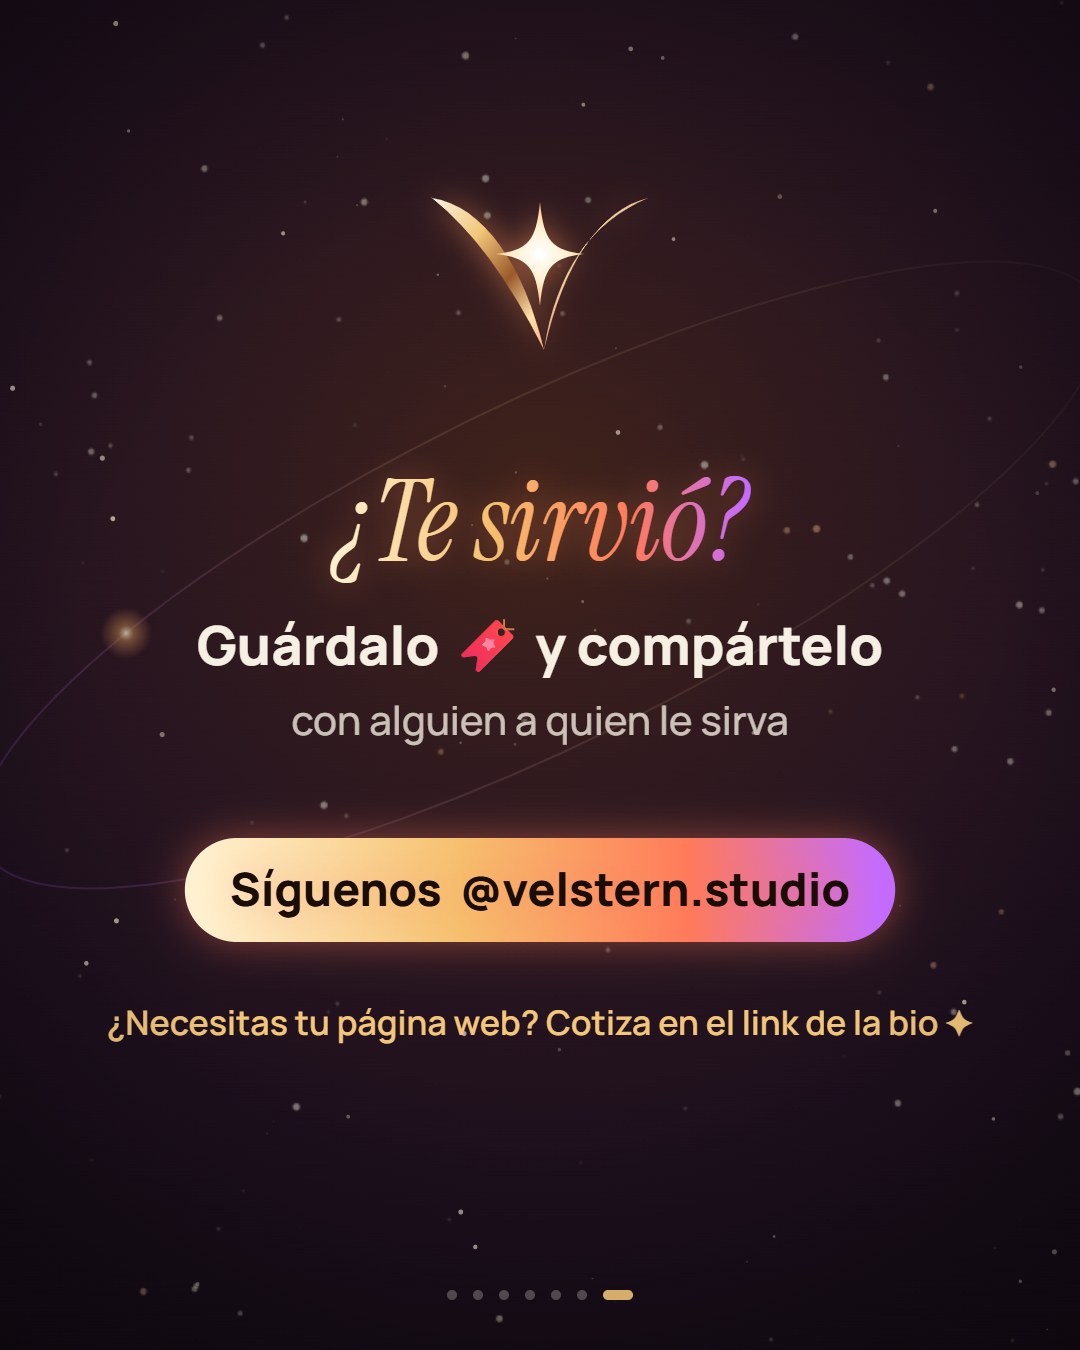 ¿Te sirvió?
Guárdalo 🔖 y compártelo
con alguien a quien le sirva
Síguenos @velstern.studio
¿Necesitas tu página web? Cotiza en el link de la bio ✦